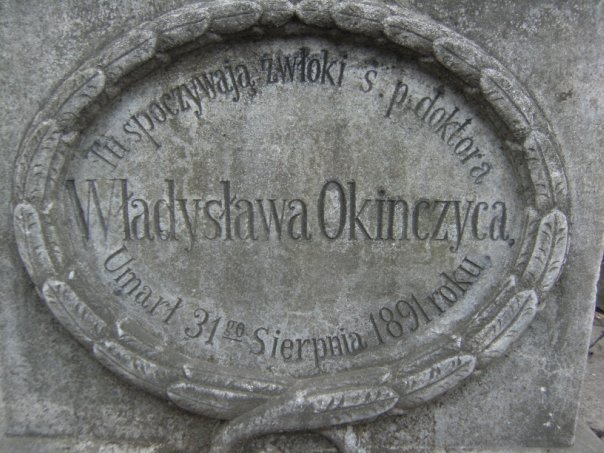 Tu spoczywają zwłoki ś. p. doktora
Władysława Okinczyca.
Umarł 31go Sierpnia 1891 roku.